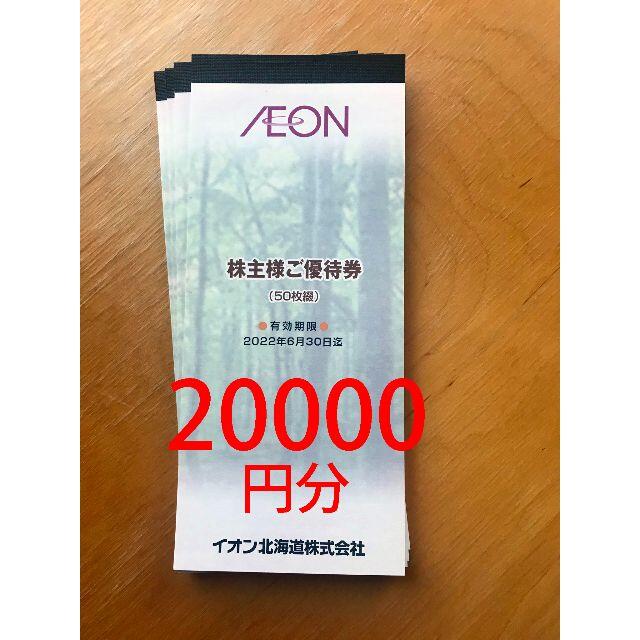 ÆON
株主様ご優待券
(50枚綴)
●有効期限●
2022年6月30日迄
20000
円分
イオン北海道株式会社